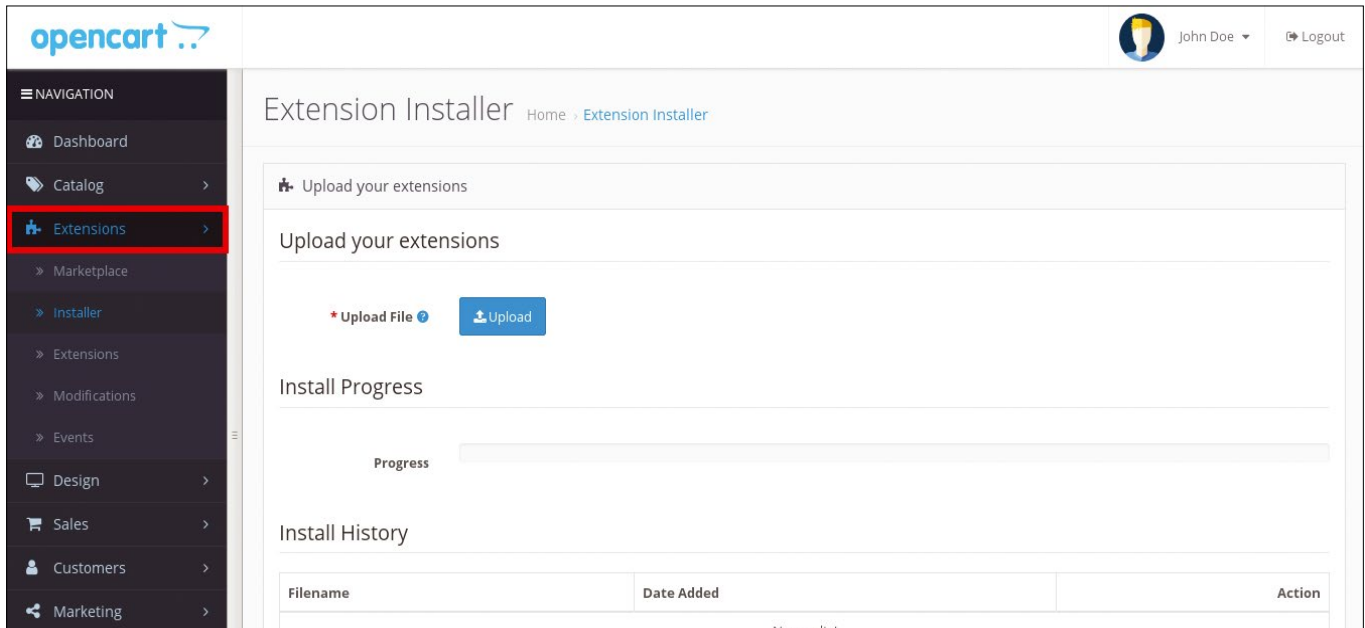 opencart
John Doe
Logout
NAVIGATION
Dashboard
Catalog
Extensions
Marketplace
Installer
Extensions
Modifications
Events
Design
Sales
Customers
Marketing
Extension Installer
Home › Extension Installer
Upload your extensions
Upload your extensions
* Upload File
Upload
Install Progress
Progress
Install History
Filename Date Added Action